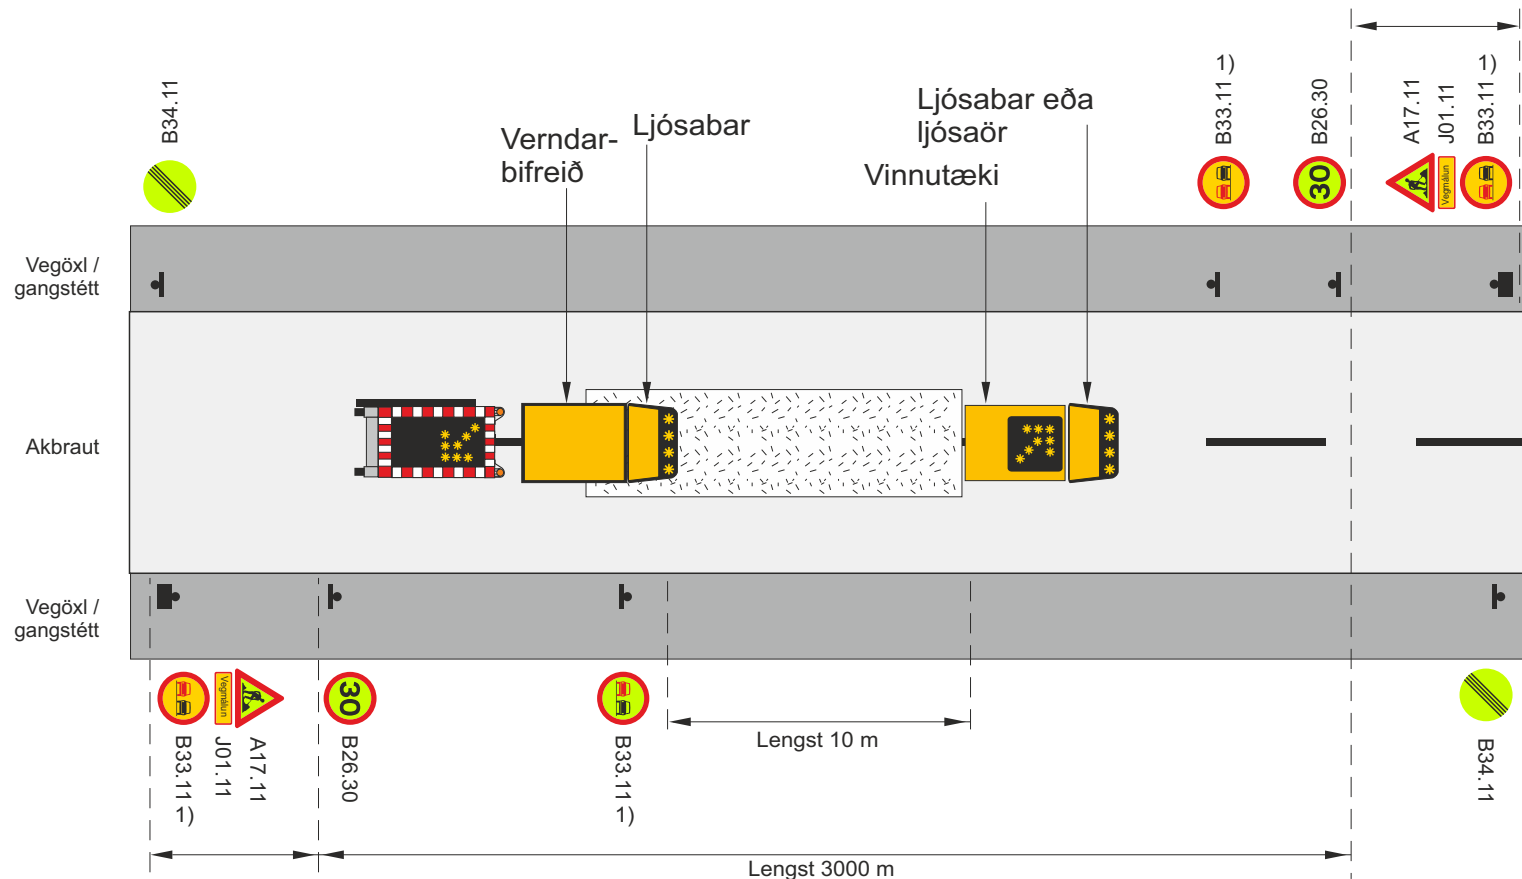 B34.11
Verndar-
bifreið
Ljósabar
Ljósabar eða
ljósaör
Vinnutæki
B33.11 1)
B26.30
30
A17.11
J01.11
Vegmálun
B33.11 1)
Vegöxl /
gangstétt
Akbraut
Vegöxl /
gangstétt
B33.11 1)
J01.11
Vegmálun
A17.11
30
B26.30
B33.11 1)
Lengst 10 m
B34.11
Lengst 3000 m